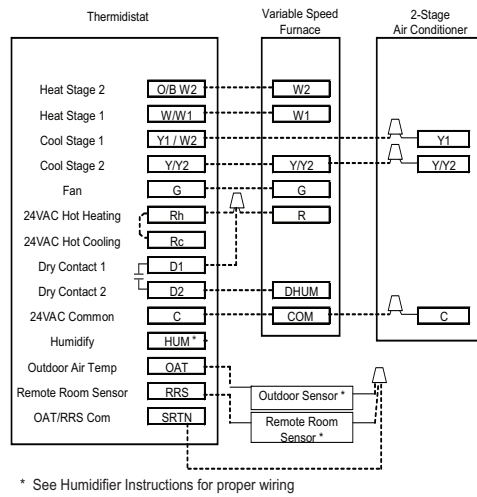 Thermidistat
Variable Speed
Furnace
2-Stage
Air Conditioner
Heat Stage 2 O/B W2 W2
Heat Stage 1 W/W1 W1
Cool Stage 1 Y1 / W2 Y1
Cool Stage 2 Y/Y2 Y/Y2 Y/Y2
Fan G G
24VAC Hot Heating Rh R
24VAC Hot Cooling Rc
Dry Contact 1 D1
Dry Contact 2 D2 DHUM
24VAC Common C COM C
Humidify HUM *
Outdoor Air Temp OAT
Outdoor Sensor *
Remote Room Sensor RRS
Remote Room
Sensor *
OAT/RRS Com SRTN
* See Humidifier Instructions for proper wiring